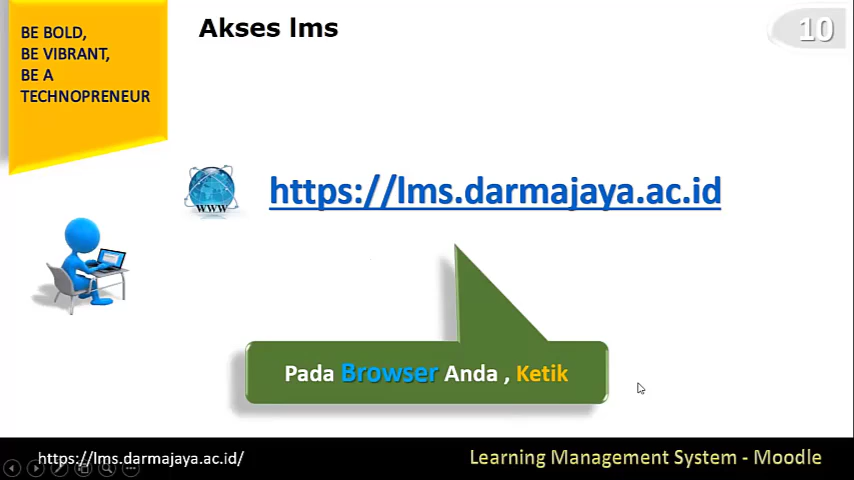 BE BOLD,
BE VIBRANT,
BE A
TECHNOPRENEUR
Akses lms
10
www
https://lms.darmajaya.ac.id
Pada Browser Anda , Ketik
https://lms.darmajaya.ac.id/
Learning Management System - Moodle